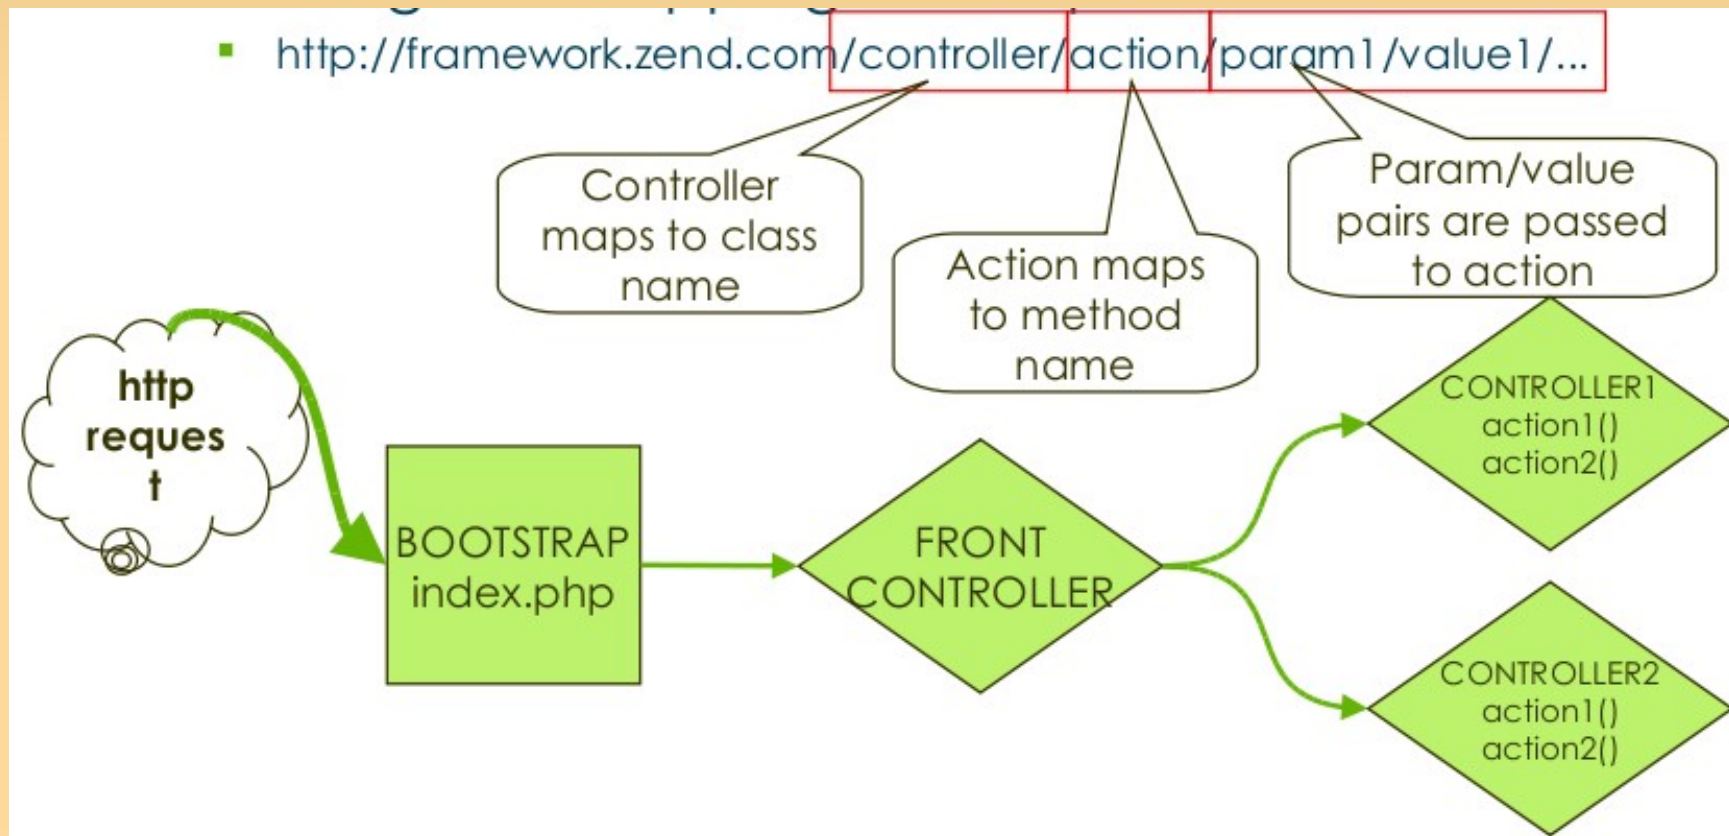 http://framework.zend.com/controller/action/param1/value1/...
Controller
maps to class
name
Action maps
to method
name
Param/value
pairs are passed
to action
http
reques
t
BOOTSTRAP
index.php
FRONT
CONTROLLER
CONTROLLER1
action1()
action2()
CONTROLLER2
action1()
action2()